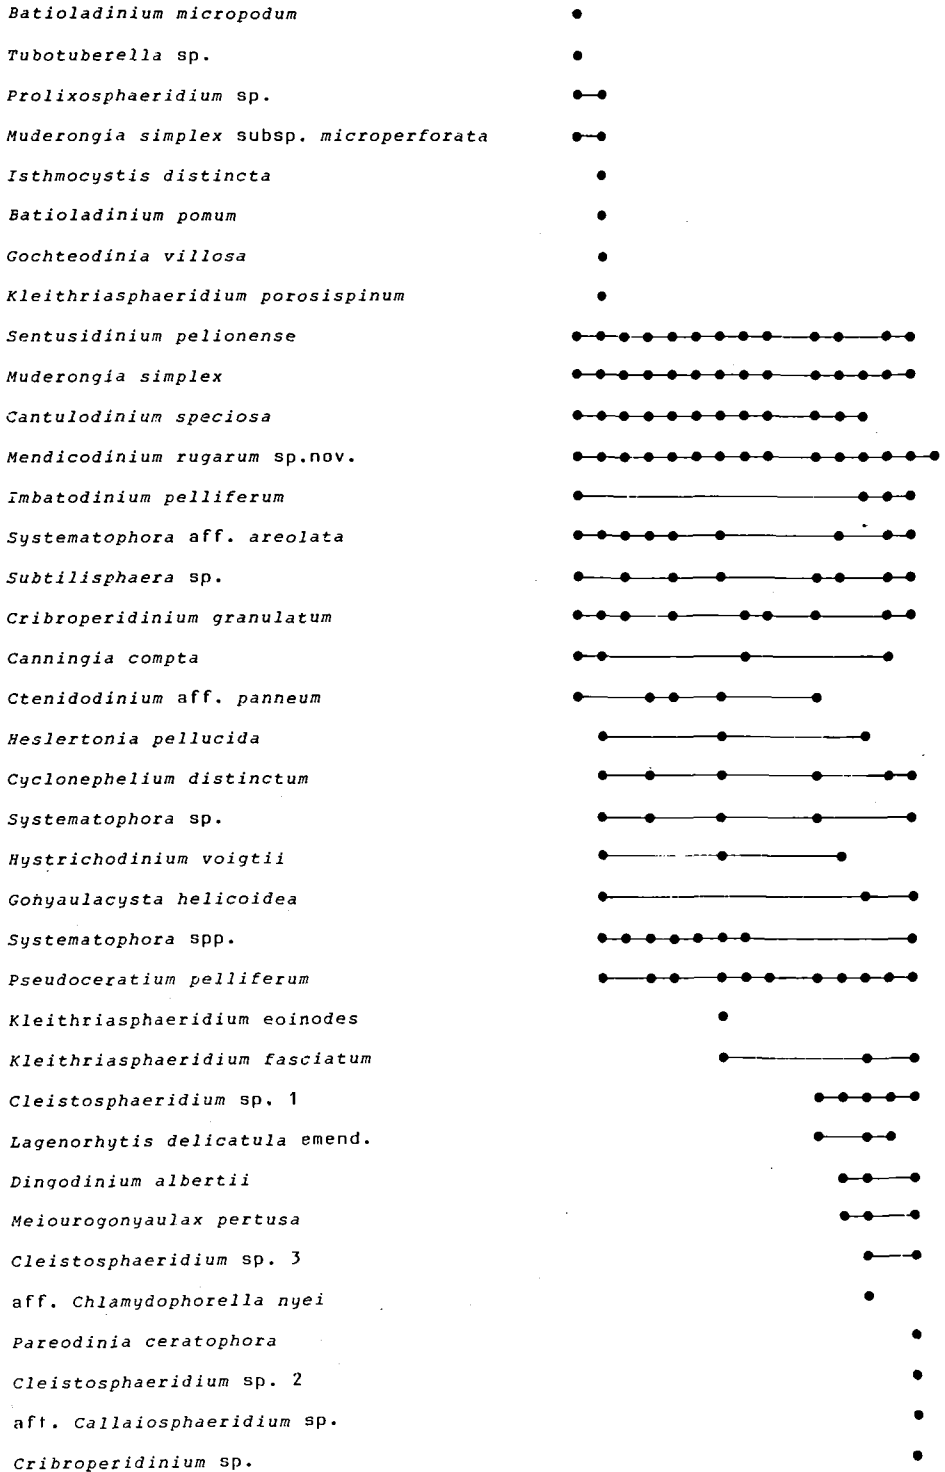 Batioladinium micropodum
Tubotuberella sp.
Prolixosphaeridium sp.
Muderongia simplex subsp. microperforata
Isthmocystis distincta
Batioladinium pomum
Gochteodinia villosa
Kleithriasphaeridium porosispinum
Sentusidinium pelionense
Muderongia simplex
Cantulodinium speciosa
Mendicodinium rugarum sp.nov.
Imbatodinium pelliferum
Systematophora aff. areolata
Subtilisphaera sp.
Cribroperidinium granulatum
Canningia compta
Ctenidodinium aff. panneum
Heslertonia pellucida
Cyclonephelium distinctum
Systematophora sp.
Hystrichodinium voigtii
Gonyaulacysta helicoidea
Systematophora spp.
Pseudoceratium pelliferum
Kleithriasphaeridium eoinodes
Kleithriasphaeridium fasciatum
Cleistosphaeridium sp. 1
Lagenorhytis delicatula emend.
Dingodinium albertii
Meiourogonyaulax pertusa
Cleistosphaeridium sp. 3
aff. Chlamydophorella nyei
Pareodinia ceratophora
Cleistosphaeridium sp. 2
aff. Callaiosphaeridium sp.
Cribroperidinium sp.